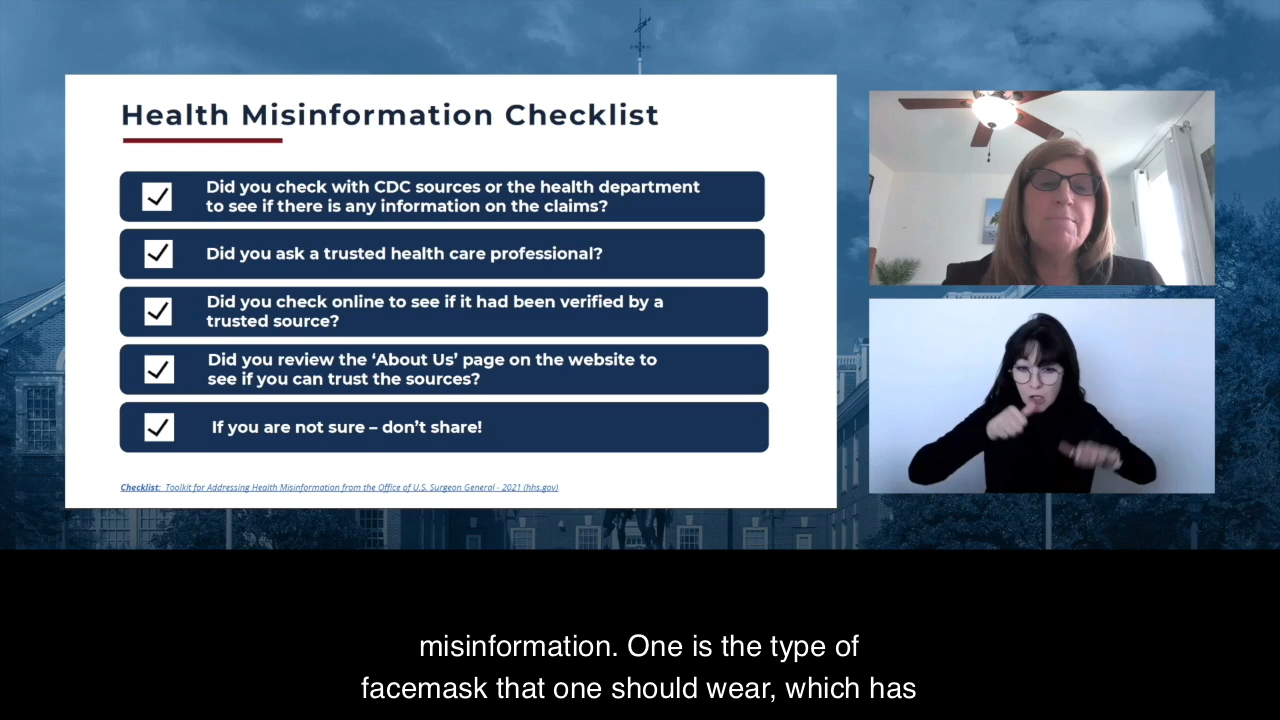 Health Misinformation Checklist
Did you check with CDC sources or the health department
to see if there is any information on the claims?
Did you ask a trusted health care professional?
Did you check online to see if it had been verified by a
trusted source?
Did you review the ‘About Us’ page on the website to
see if you can trust the sources?
If you are not sure – don’t share!
Checklist: Toolkit for Addressing Health Misinformation from the Office of U.S. Surgeon General - 2021 (hhs.gov)
misinformation. One is the type of
facemask that one should wear, which has